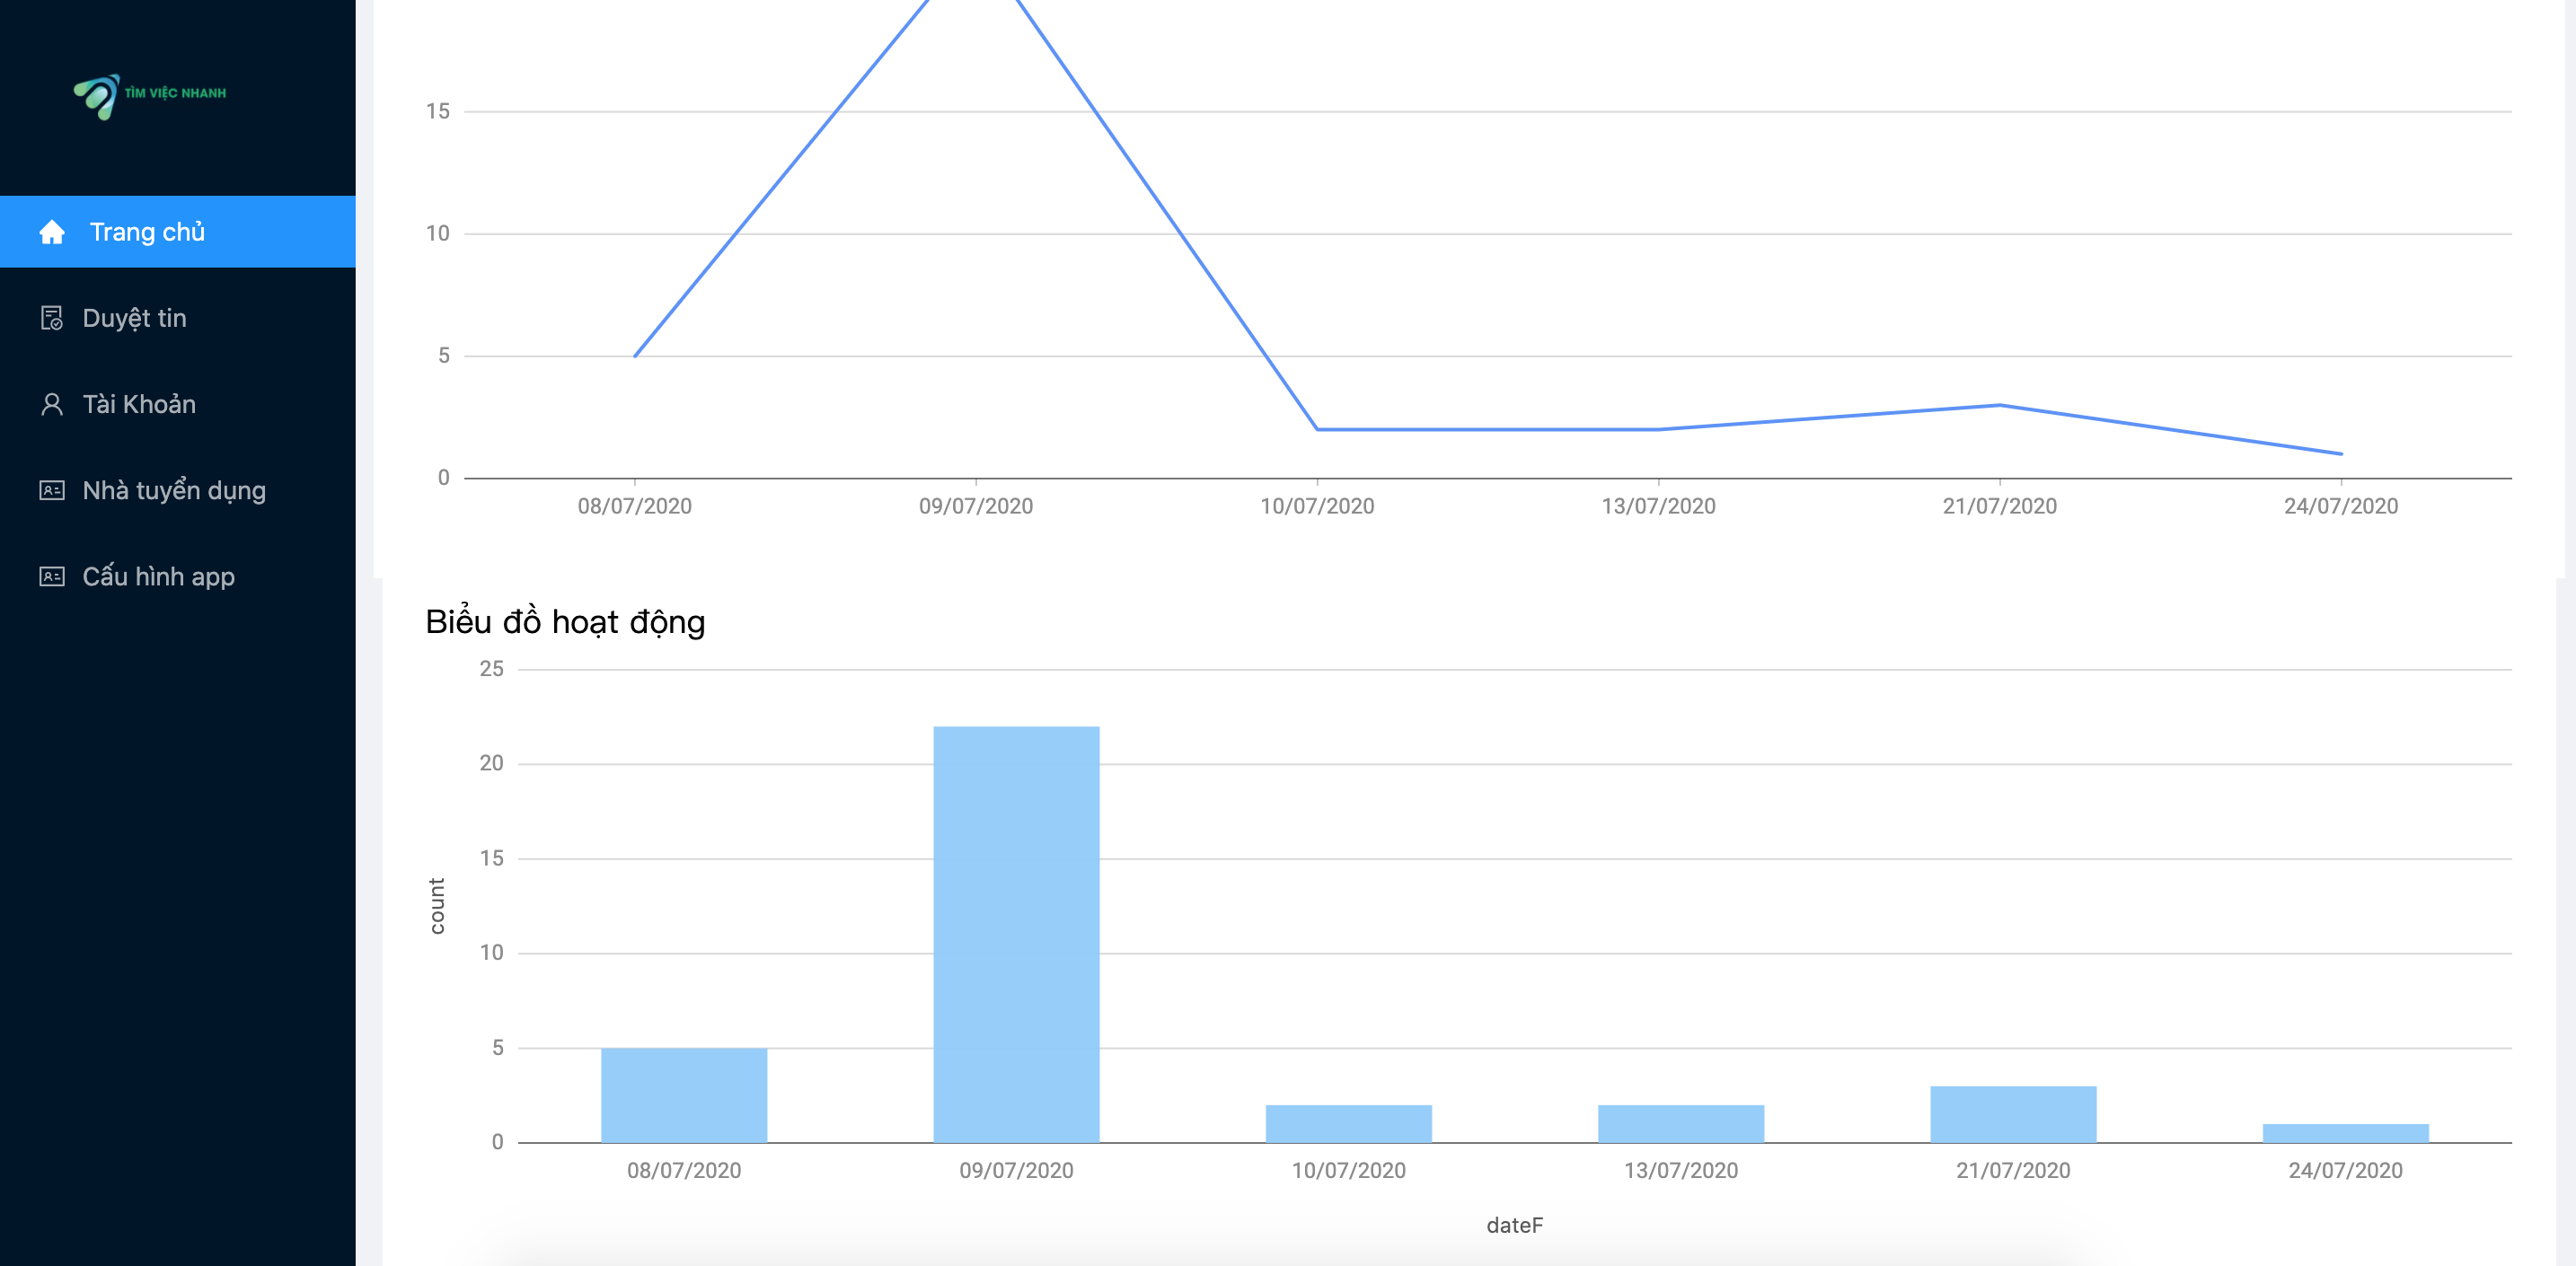 TÌM VIỆC NHANH
Trang chủ
Duyệt tin
Tài Khoản
Nhà tuyển dụng
Cấu hình app
15
10
5
0
08/07/2020 09/07/2020 10/07/2020 13/07/2020 21/07/2020 24/07/2020
Biểu đồ hoạt động
25
20
15
10
5
0
count
08/07/2020 09/07/2020 10/07/2020 13/07/2020 21/07/2020 24/07/2020
dateF